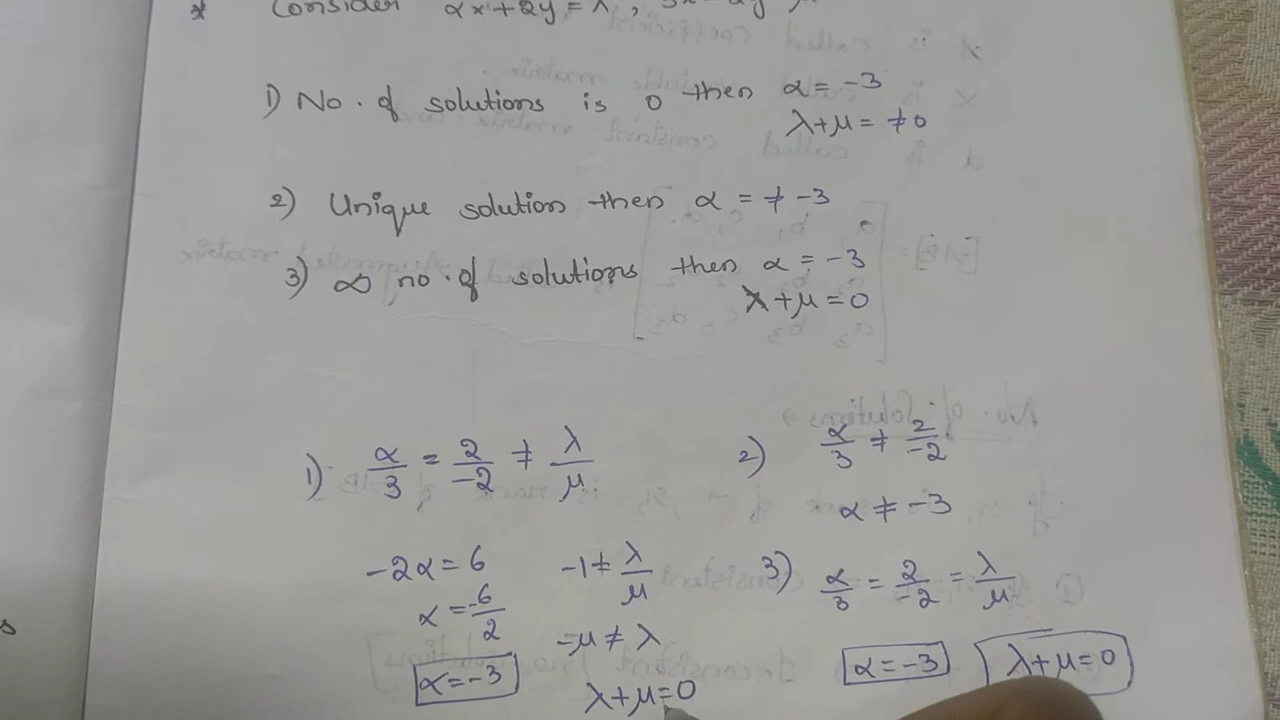 * Consider αx+2y=λ, 3x-2y
1) No. of solutions is 0 then α = -3
λ+μ = ≠0
2) Unique solution then α = ≠ -3
3) ∞ no. of solutions then α = -3
λ+μ = 0
1) α/3 = 2/-2 ≠ λ/μ
-2α = 6
α = -6/2
α = -3
-1 ≠ λ/μ
-μ ≠ λ
λ+μ=0
2) α/3 ≠ 2/-2
α ≠ -3
3) α/3 = 2/-2 = λ/μ
α = -3
λ+μ=0